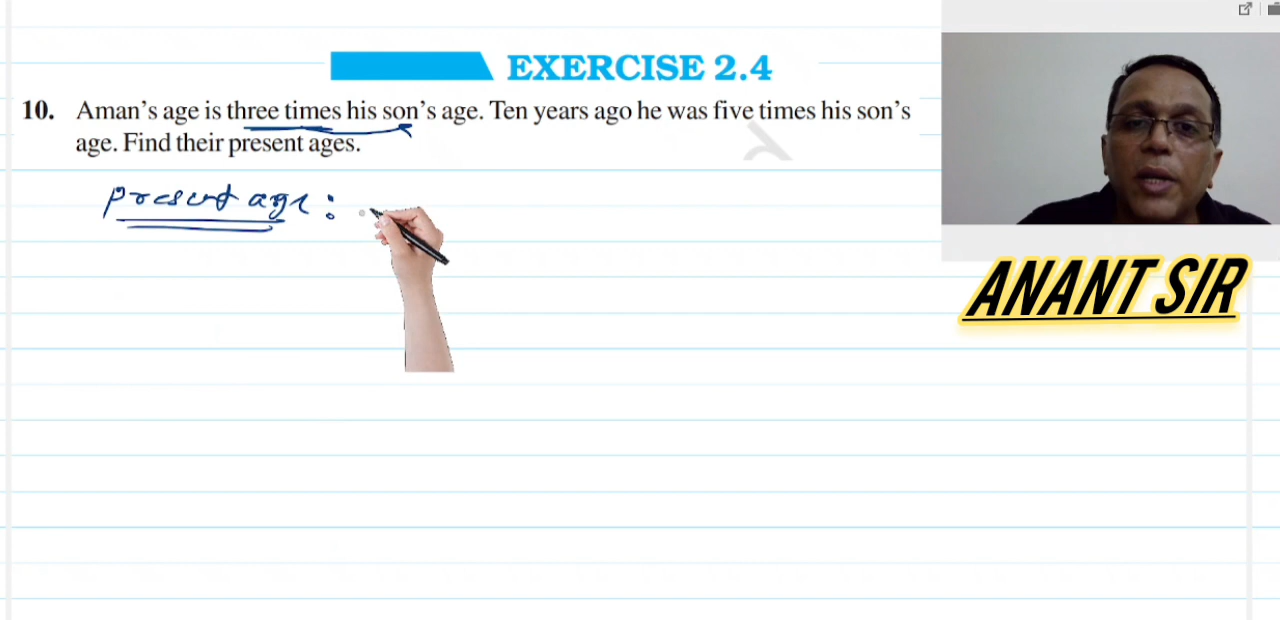 EXERCISE 2.4
10. Aman's age is three times his son's age. Ten years ago he was five times his son's
age. Find their present ages.
present age :
ANANT SIR